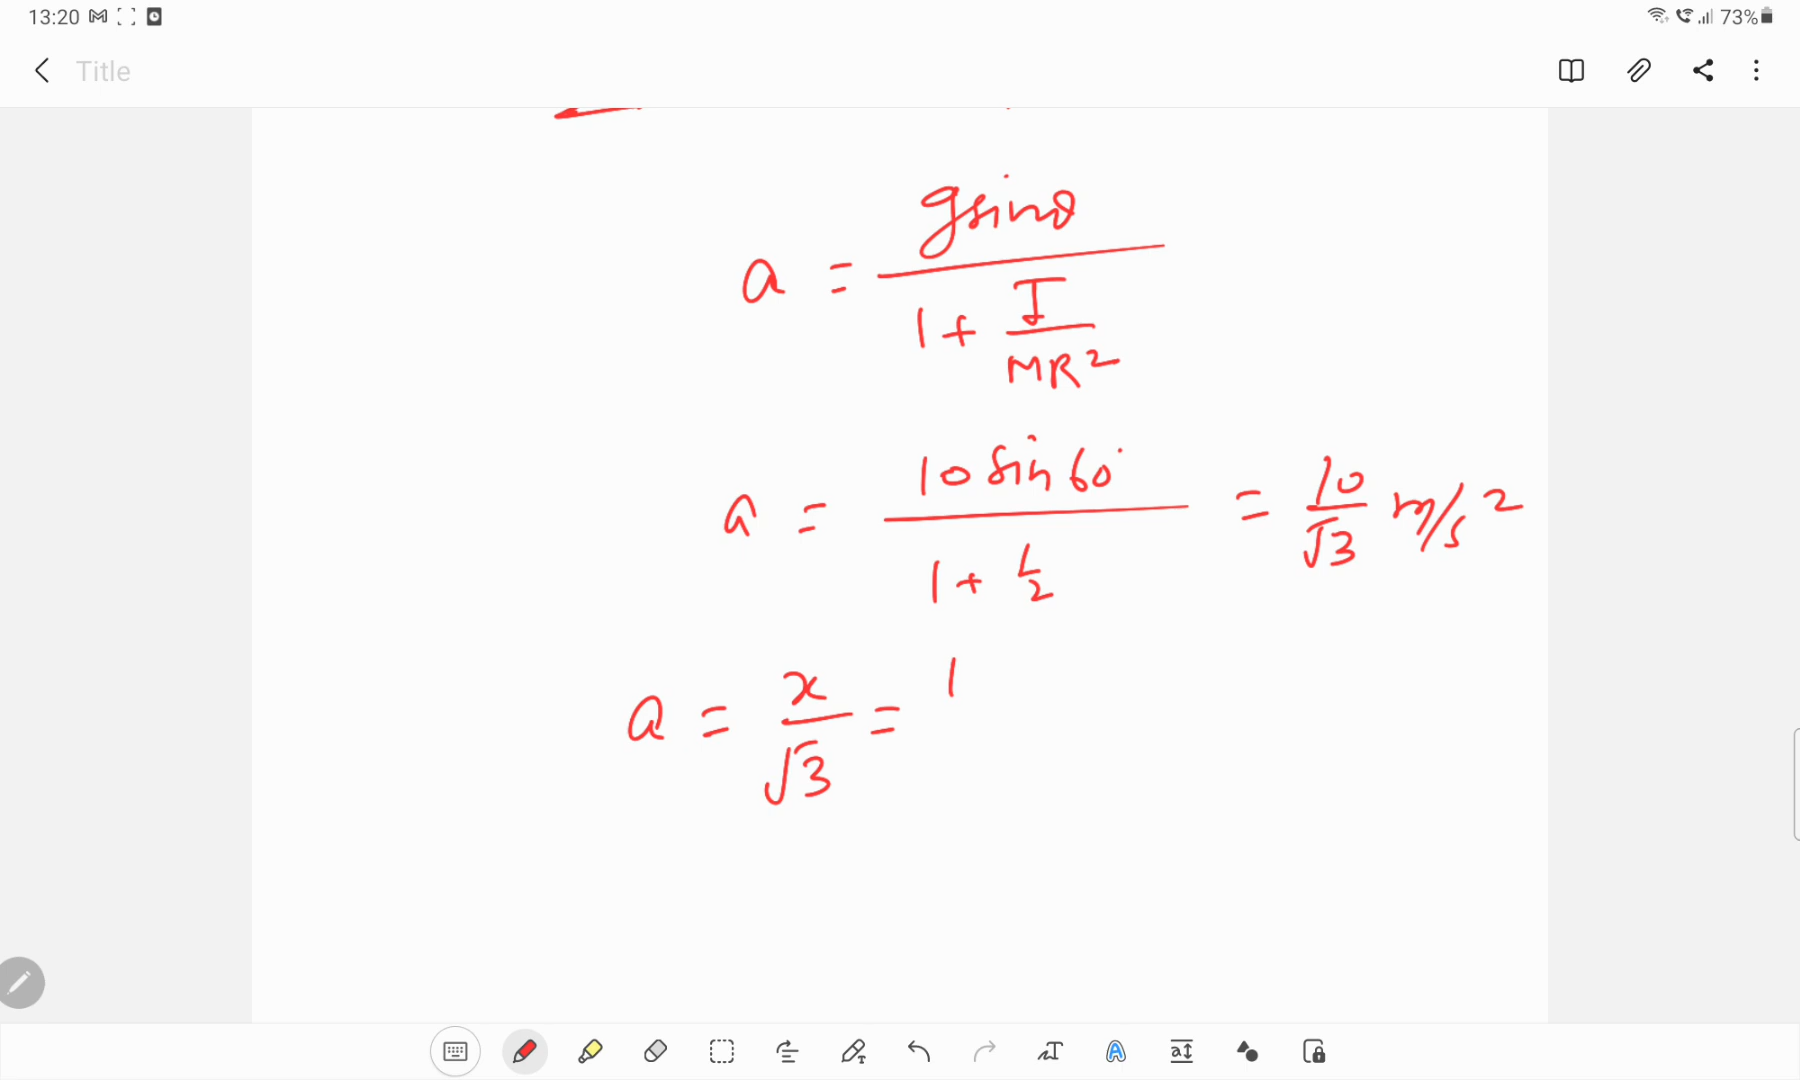 13:20 73%
Title
a = gsinθ / 1 + I / MR²
a = 10 sin 60° / 1 + 1/2 = 10/√3 m/s²
a = x/√3 = 1